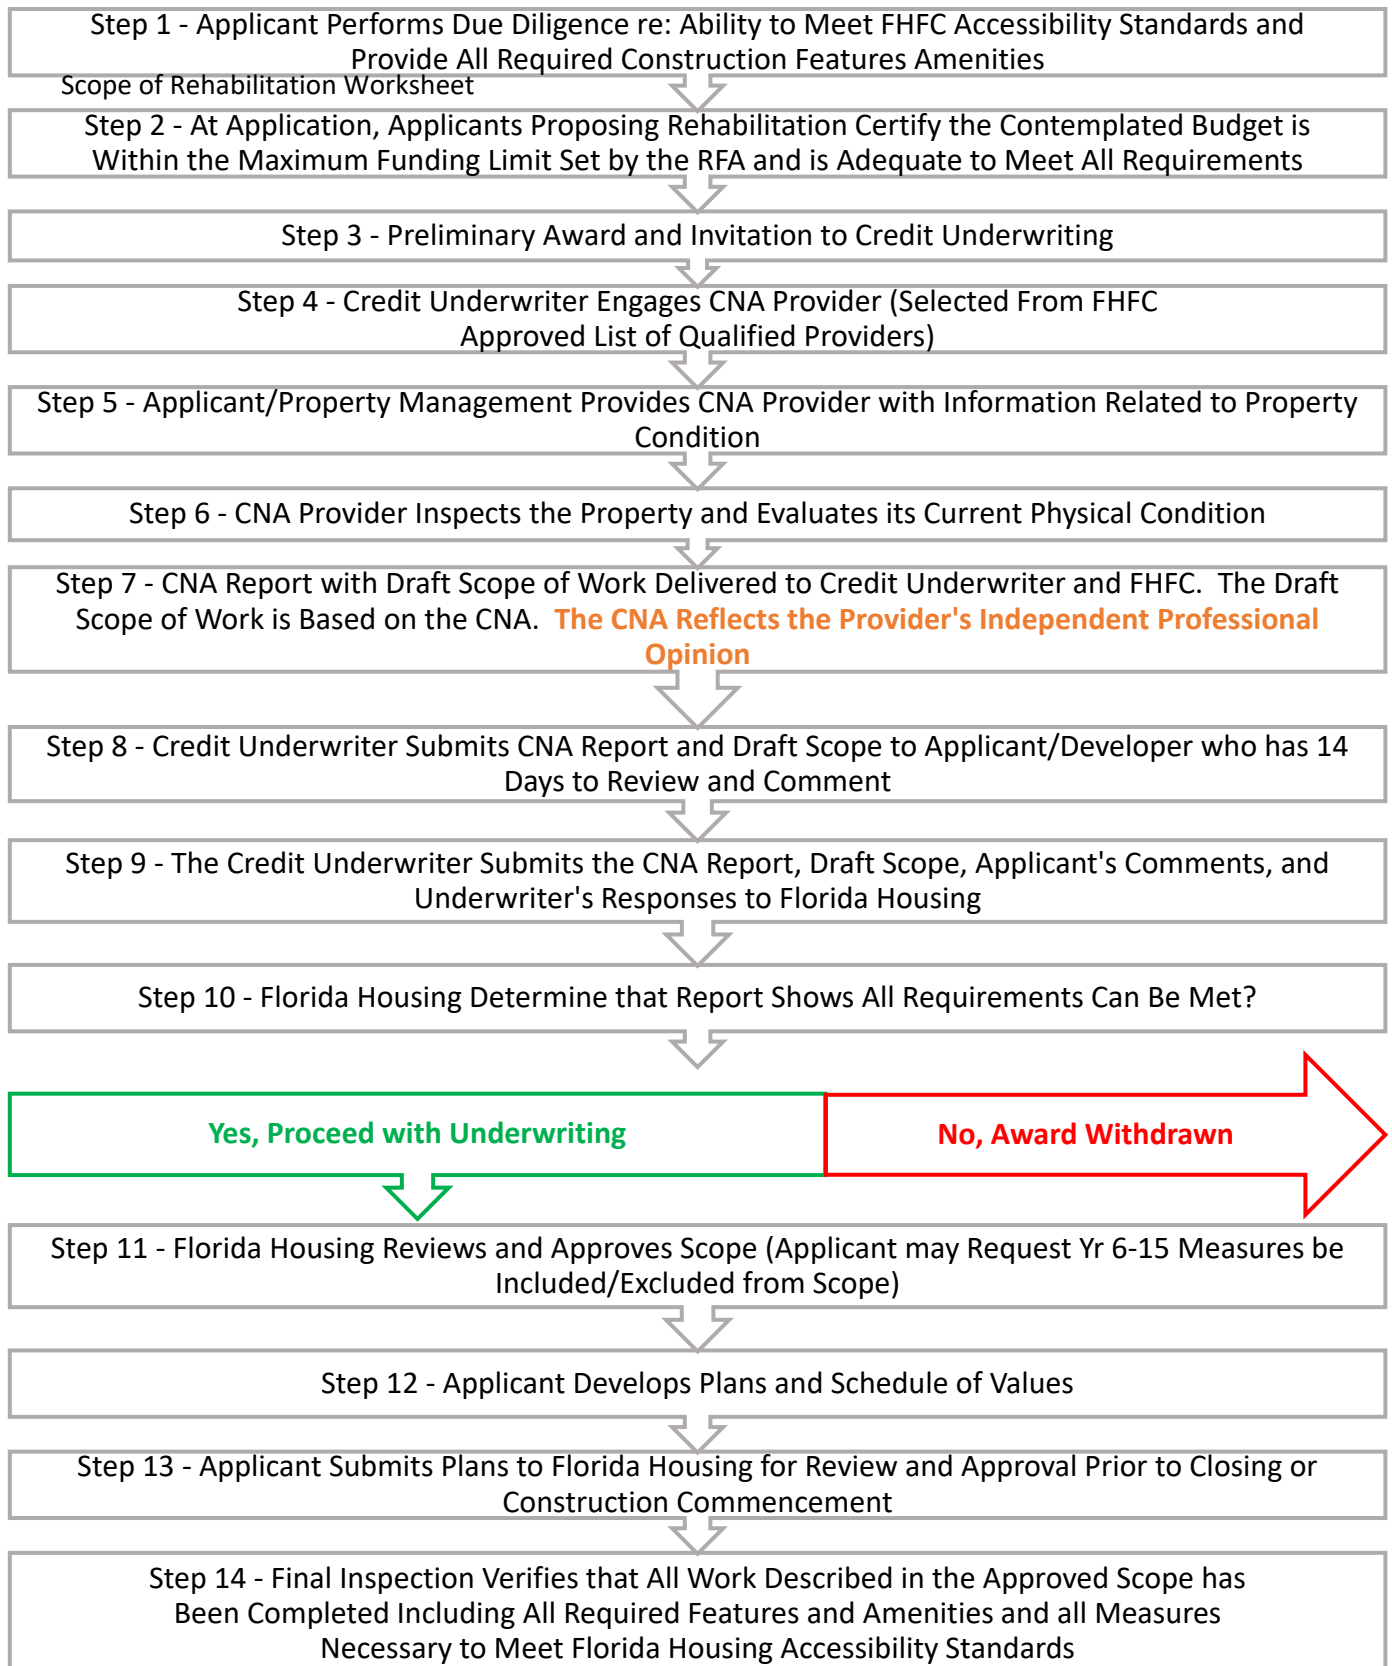 Step 1 - Applicant Performs Due Diligence re: Ability to Meet FHFC Accessibility Standards and
Provide All Required Construction Features Amenities
Scope of Rehabilitation Worksheet
Step 2 - At Application, Applicants Proposing Rehabilitation Certify the Contemplated Budget is
Within the Maximum Funding Limit Set by the RFA and is Adequate to Meet All Requirements
Step 3 - Preliminary Award and Invitation to Credit Underwriting
Step 4 - Credit Underwriter Engages CNA Provider (Selected From FHFC
Approved List of Qualified Providers)
Step 5 - Applicant/Property Management Provides CNA Provider with Information Related to Property
Condition
Step 6 - CNA Provider Inspects the Property and Evaluates its Current Physical Condition
Step 7 - CNA Report with Draft Scope of Work Delivered to Credit Underwriter and FHFC.  The Draft
Scope of Work is Based on the CNA.  The CNA Reflects the Provider's Independent Professional
Opinion
Step 8 - Credit Underwriter Submits CNA Report and Draft Scope to Applicant/Developer who has 14
Days to Review and Comment
Step 9 - The Credit Underwriter Submits the CNA Report, Draft Scope, Applicant's Comments, and
Underwriter's Responses to Florida Housing
Step 10 - Florida Housing Determine that Report Shows All Requirements Can Be Met?
Yes, Proceed with Underwriting
No, Award Withdrawn
Step 11 - Florida Housing Reviews and Approves Scope (Applicant may Request Yr 6-15 Measures be
Included/Excluded from Scope)
Step 12 - Applicant Develops Plans and Schedule of Values
Step 13 - Applicant Submits Plans to Florida Housing for Review and Approval Prior to Closing or
Construction Commencement
Step 14 - Final Inspection Verifies that All Work Described in the Approved Scope has
Been Completed Including All Required Features and Amenities and all Measures
Necessary to Meet Florida Housing Accessibility Standards